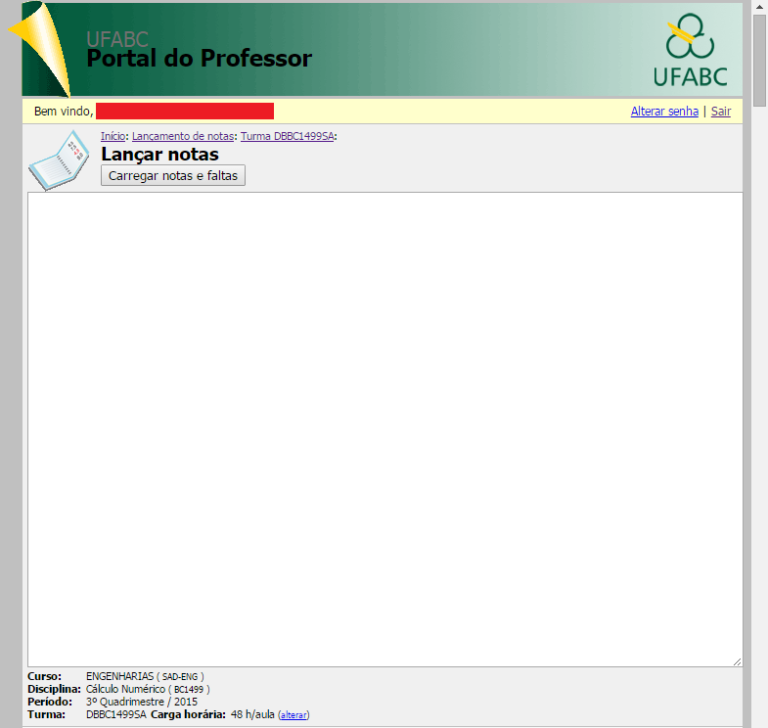 UFABC
Portal do Professor
UFABC
Bem vindo,
Alterar senha | Sair
Início: Lançamento de notas: Turma DBBC1499SA:
Lançar notas
Carregar notas e faltas
Curso: ENGENHARIAS ( SAD-ENG )
Disciplina: Cálculo Numérico ( BC1499 )
Período: 3º Quadrimestre / 2015
Turma: DBBC1499SA Carga horária: 48 h/aula (alterar)